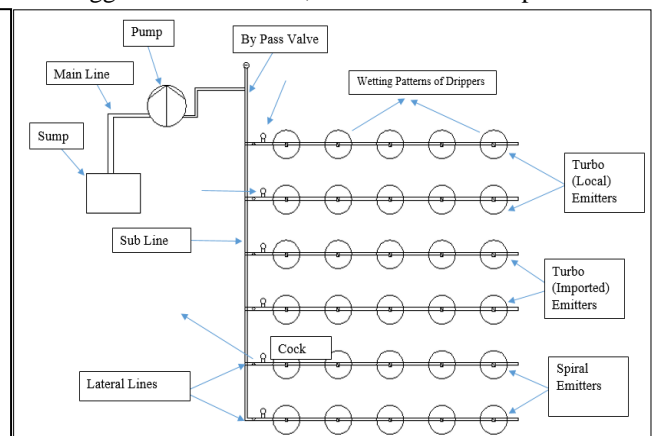 Pump
By Pass Valve
Main Line
Wetting Patterns of Drippers
Sump
Turbo
(Local)
Emitters
Sub Line
Turbo
(Imported)
Emitters
Cock
Lateral Lines
Spiral
Emitters